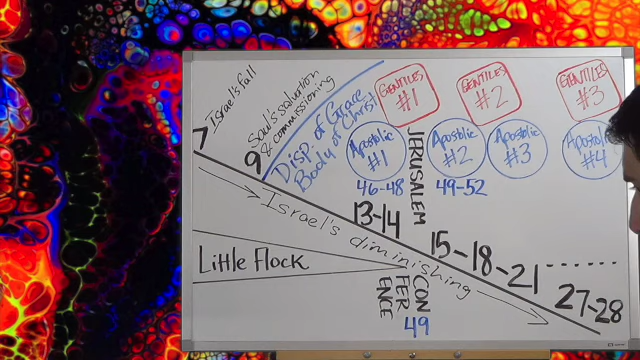 7 Israel's fall
9 Saul's salvation
& commissioning
Disp of Grace
Body of Christ
GENTILES
#1
GENTILES
#2
GENTILES
#3
Apostolic
#1
Apostolic
#2
Apostolic
#3
Apostolic
#4
46-48
49-52
JERUSALEM
CON
FER
ENCE
49
13-14
15-18-21
27-28
Israel's diminishing
Little Flock